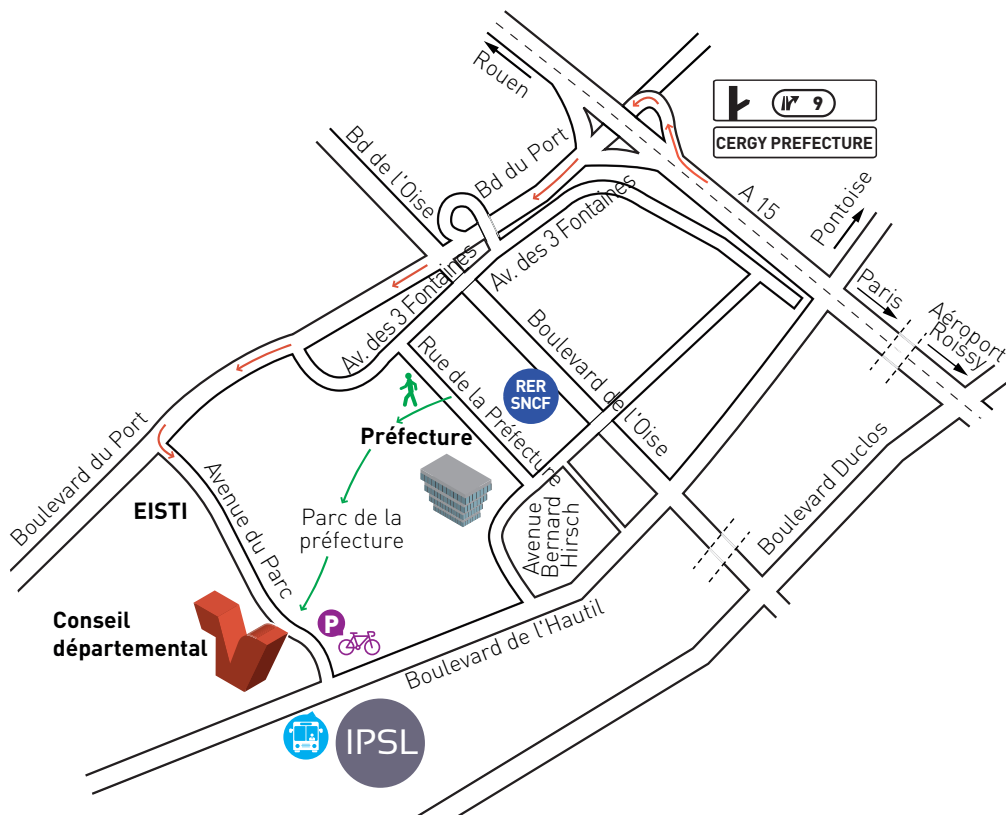 Rouen
9
CERGY PREFECTURE
Bd de l'Oise
Bd du Port
A 15
Pontoise
Av. des 3 Fontaines
Av. des 3 Fontaines
Paris
Aéroport
Roissy
Boulevard de l'Oise
Rue de la Préfecture
RER
SNCF
Préfecture
Boulevard du Port
EISTI
Avenue du Parc
Parc de la
préfecture
Avenue
Bernard
Hirsch
Boulevard Duclos
Conseil
départemental
P
Boulevard de l'Hautil
IPSL